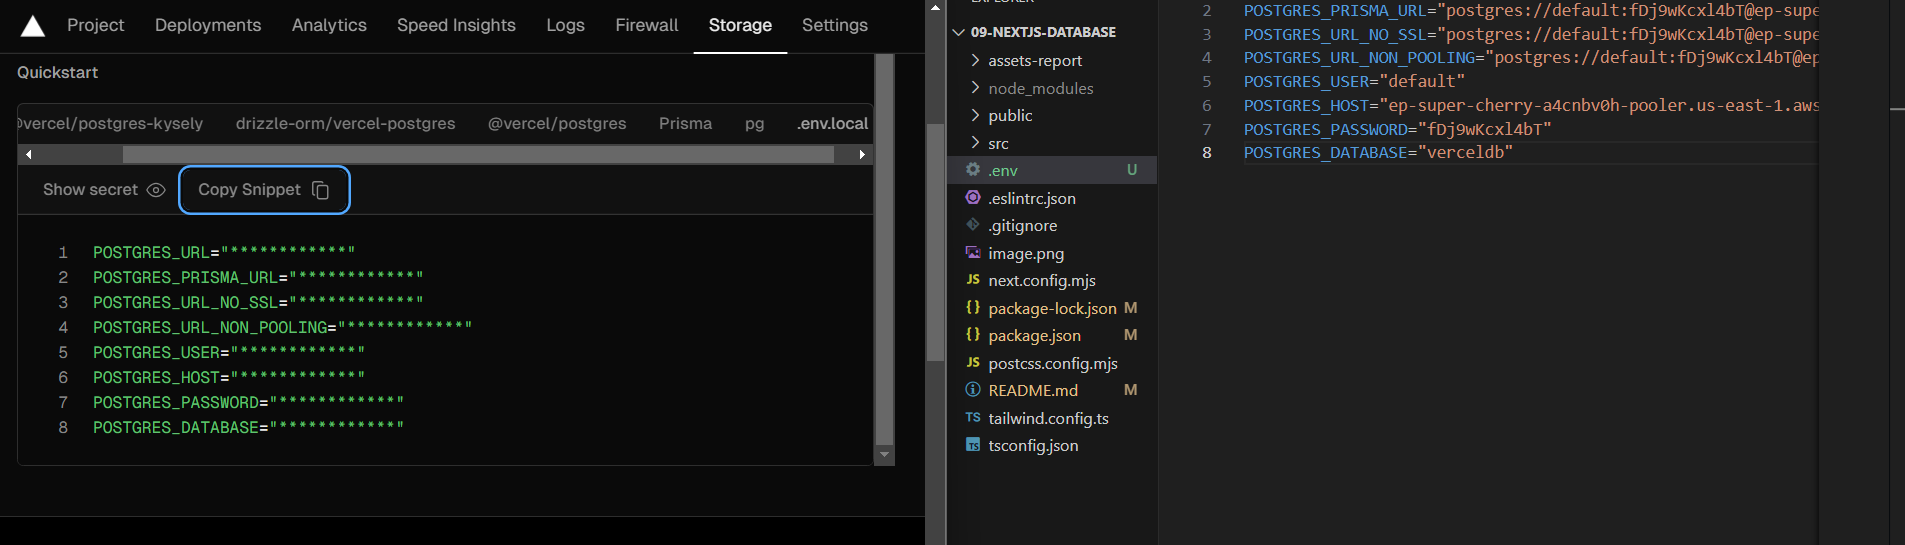 Project Deployments Analytics Speed Insights Logs Firewall Storage Settings
Quickstart
@vercel/postgres-kysely drizzle-orm/vercel-postgres @vercel/postgres Prisma pg .env.local
Show secret Copy Snippet
1 POSTGRES_URL="************"
2 POSTGRES_PRISMA_URL="************"
3 POSTGRES_URL_NO_SSL="************"
4 POSTGRES_URL_NON_POOLING="************"
5 POSTGRES_USER="************"
6 POSTGRES_HOST="************"
7 POSTGRES_PASSWORD="************"
8 POSTGRES_DATABASE="************"
EXPLORER
09-NEXTJS-DATABASE
assets-report
node_modules
public
src
.env U
.eslintrc.json
.gitignore
image.png
JS next.config.mjs
{} package-lock.json M
{} package.json M
JS postcss.config.mjs
README.md M
TS tailwind.config.ts
TS tsconfig.json
2 POSTGRES_PRISMA_URL="postgres://default:fDj9wKcxl4bT@ep-supe
3 POSTGRES_URL_NO_SSL="postgres://default:fDj9wKcxl4bT@ep-supe
4 POSTGRES_URL_NON_POOLING="postgres://default:fDj9wKcxl4bT@ep
5 POSTGRES_USER="default"
6 POSTGRES_HOST="ep-super-cherry-a4cnbv0h-pooler.us-east-1.aws
7 POSTGRES_PASSWORD="fDj9wKcxl4bT"
8 POSTGRES_DATABASE="verceldb"